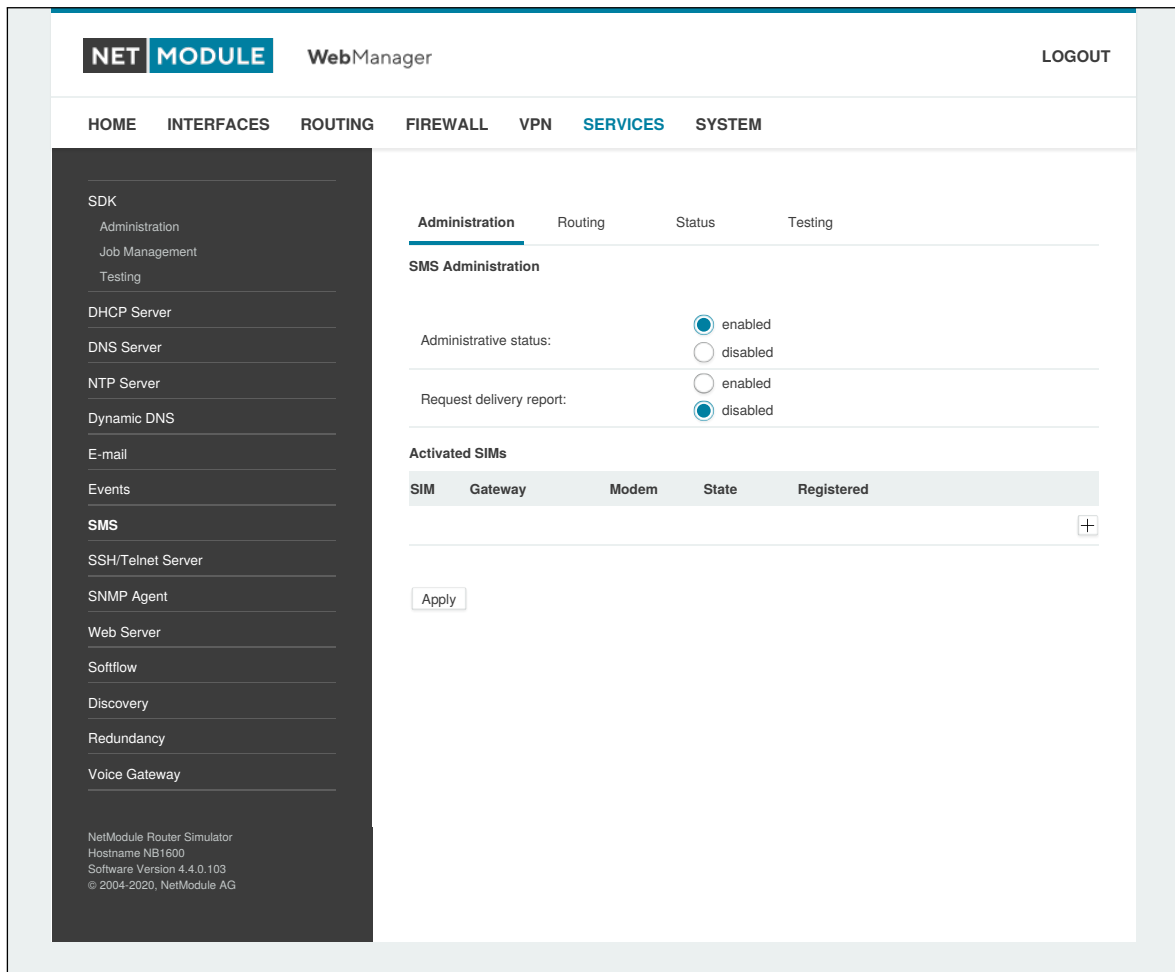 NET MODULE WebManager LOGOUT
HOME INTERFACES ROUTING FIREWALL VPN SERVICES SYSTEM
SDK
Administration
Job Management
Testing
DHCP Server
DNS Server
NTP Server
Dynamic DNS
E-mail
Events
SMS
SSH/Telnet Server
SNMP Agent
Web Server
Softflow
Discovery
Redundancy
Voice Gateway
NetModule Router Simulator
Hostname NB1600
Software Version 4.4.0.103
© 2004-2020, NetModule AG
Administration Routing Status Testing
SMS Administration
Administrative status:
enabled
disabled
Request delivery report:
enabled
disabled
Activated SIMs
SIM Gateway Modem State Registered
Apply